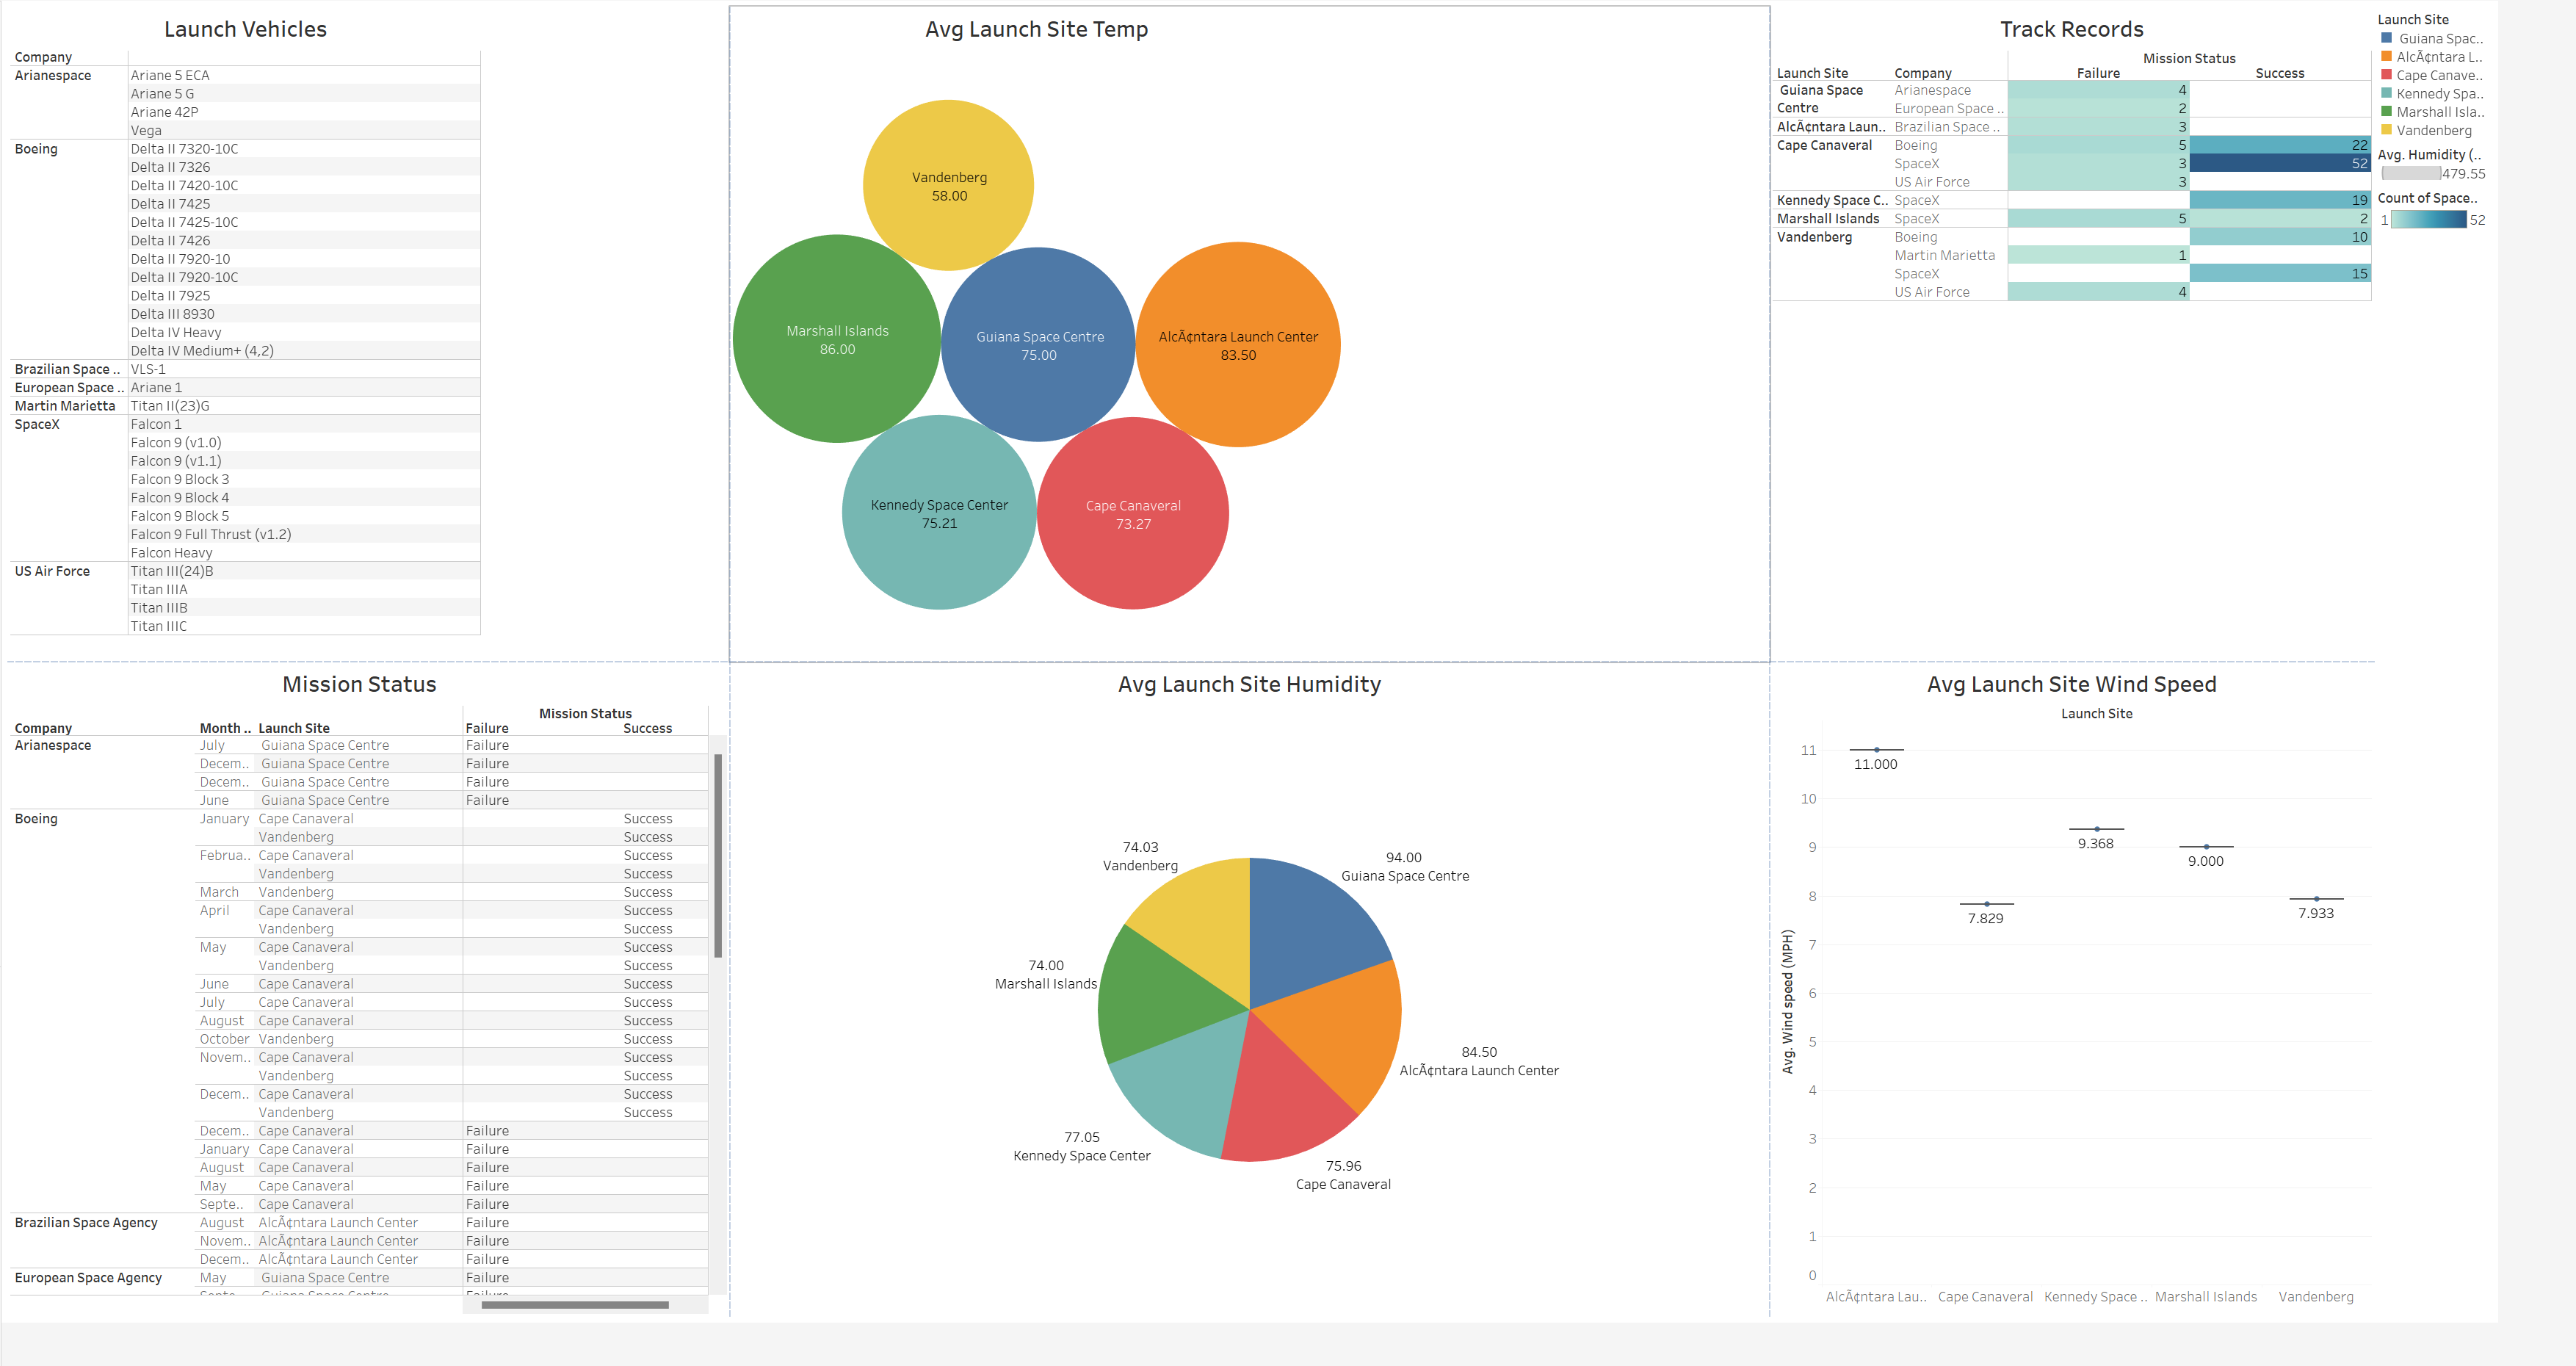 Launch Vehicles
Company
Arianespace Ariane 5 ECA
Ariane 5 G
Ariane 42P
Vega
Boeing Delta II 7320-10C
Delta II 7326
Delta II 7420-10C
Delta II 7425
Delta II 7425-10C
Delta II 7426
Delta II 7920-10
Delta II 7920-10C
Delta II 7925
Delta III 8930
Delta IV Heavy
Delta IV Medium+ (4,2)
Brazilian Space .. VLS-1
European Space .. Ariane 1
Martin Marietta Titan II(23)G
SpaceX Falcon 1
Falcon 9 (v1.0)
Falcon 9 (v1.1)
Falcon 9 Block 3
Falcon 9 Block 4
Falcon 9 Block 5
Falcon 9 Full Thrust (v1.2)
Falcon Heavy
US Air Force Titan III(24)B
Titan IIIA
Titan IIIB
Titan IIIC
Avg Launch Site Temp
Vandenberg
58.00
Marshall Islands
86.00
Guiana Space Centre
75.00
AlcÃ¢ntara Launch Center
83.50
Kennedy Space Center
75.21
Cape Canaveral
73.27
Track Records
Mission Status
Launch Site Company Failure Success
Guiana Space Arianespace 4
Centre European Space .. 2
AlcÃ¢ntara Laun.. Brazilian Space .. 3
Cape Canaveral Boeing 5 22
SpaceX 3 52
US Air Force 3
Kennedy Space C.. SpaceX 19
Marshall Islands SpaceX 5 2
Vandenberg Boeing 10
Martin Marietta 1
SpaceX 15
US Air Force 4
Launch Site
Guiana Spac..
AlcÃ¢ntara L..
Cape Canave..
Kennedy Spa..
Marshall Isla..
Vandenberg
Avg. Humidity (..
479.55
Count of Space..
1 52
Mission Status
Mission Status
Company Month .. Launch Site Failure Success
Arianespace July Guiana Space Centre Failure
Decem.. Guiana Space Centre Failure
Decem.. Guiana Space Centre Failure
June Guiana Space Centre Failure
Boeing January Cape Canaveral Success
Vandenberg Success
Februa.. Cape Canaveral Success
Vandenberg Success
March Vandenberg Success
April Cape Canaveral Success
Vandenberg Success
May Cape Canaveral Success
Vandenberg Success
June Cape Canaveral Success
July Cape Canaveral Success
August Cape Canaveral Success
October Vandenberg Success
Novem.. Cape Canaveral Success
Vandenberg Success
Decem.. Cape Canaveral Success
Vandenberg Success
Decem.. Cape Canaveral Failure
January Cape Canaveral Failure
August Cape Canaveral Failure
May Cape Canaveral Failure
Septe.. Cape Canaveral Failure
Brazilian Space Agency August AlcÃ¢ntara Launch Center Failure
Novem.. AlcÃ¢ntara Launch Center Failure
Decem.. AlcÃ¢ntara Launch Center Failure
European Space Agency May Guiana Space Centre Failure
Avg Launch Site Humidity
74.03
Vandenberg
94.00
Guiana Space Centre
74.00
Marshall Islands
84.50
AlcÃ¢ntara Launch Center
77.05
Kennedy Space Center
75.96
Cape Canaveral
Avg Launch Site Wind Speed
Launch Site
Avg. Wind speed (MPH)
11
10
9
8
7
6
5
4
3
2
1
0
11.000
7.829
9.368
9.000
7.933
AlcÃ¢ntara Lau.. Cape Canaveral Kennedy Space .. Marshall Islands Vandenberg